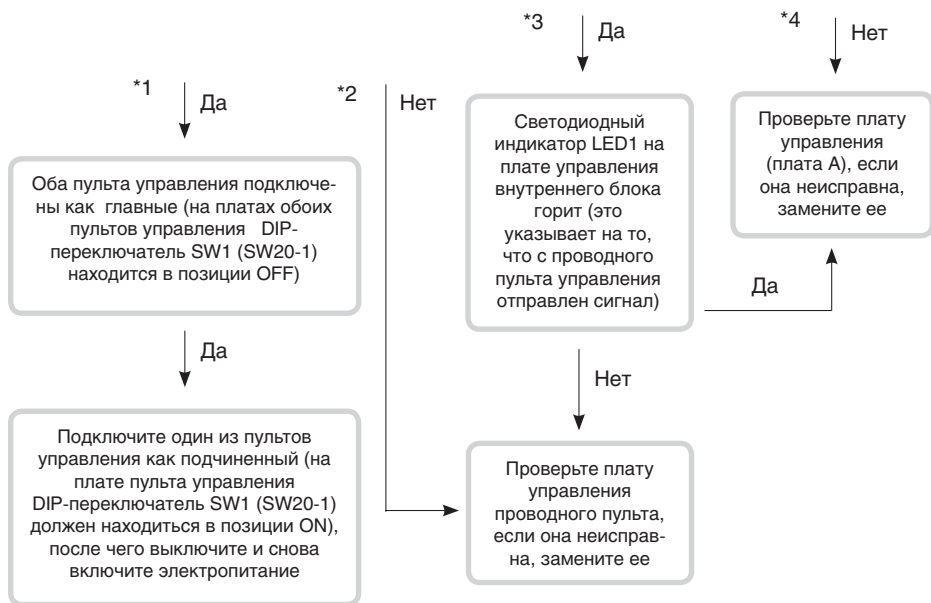 *1
Да
Оба пульта управления подключе-
ны как главные (на платах обоих
пультов управления DIP-
переключатель SW1 (SW20-1)
находится в позиции OFF)
Да
Подключите один из пультов
управления как подчиненный (на
плате пульта управления
DIP-переключатель SW1 (SW20-1)
должен находиться в позиции ON),
после чего выключите и снова
включите электропитание
*2
Нет
*3
Да
Светодиодный
индикатор LED1 на
плате управления
внутреннего блока
горит (это
указывает на то,
что с проводного
пульта управления
отправлен сигнал)
Да
Нет
Проверьте плату
управления
проводного пульта,
если она неисправ-
на, замените ее
*4
Нет
Проверьте плату
управления
(плата А), если
она неисправна,
замените ее